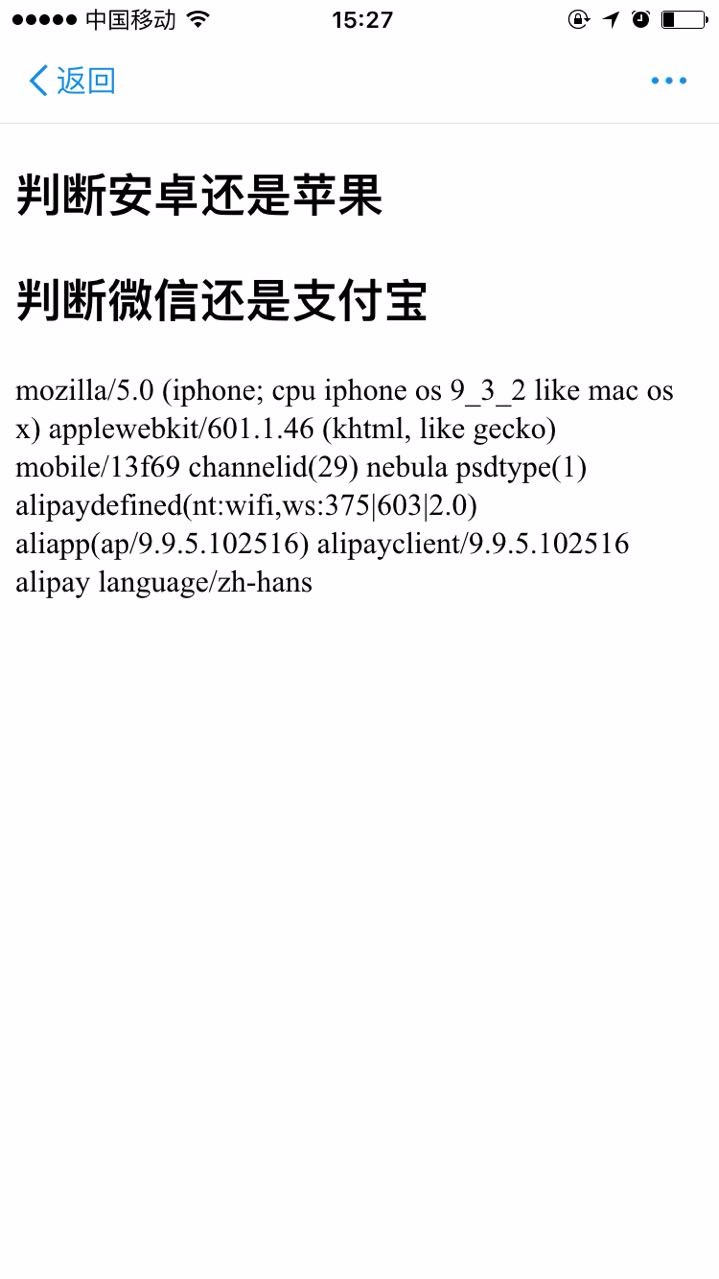 中国移动 15:27
返回
判断安卓还是苹果
判断微信还是支付宝
mozilla/5.0 (iphone; cpu iphone os 9_3_2 like mac os
x) applewebkit/601.1.46 (khtml, like gecko)
mobile/13f69 channelid(29) nebula psdtype(1)
alipaydefined(nt:wifi,ws:375|603|2.0)
aliapp(ap/9.9.5.102516) alipayclient/9.9.5.102516
alipay language/zh-hans